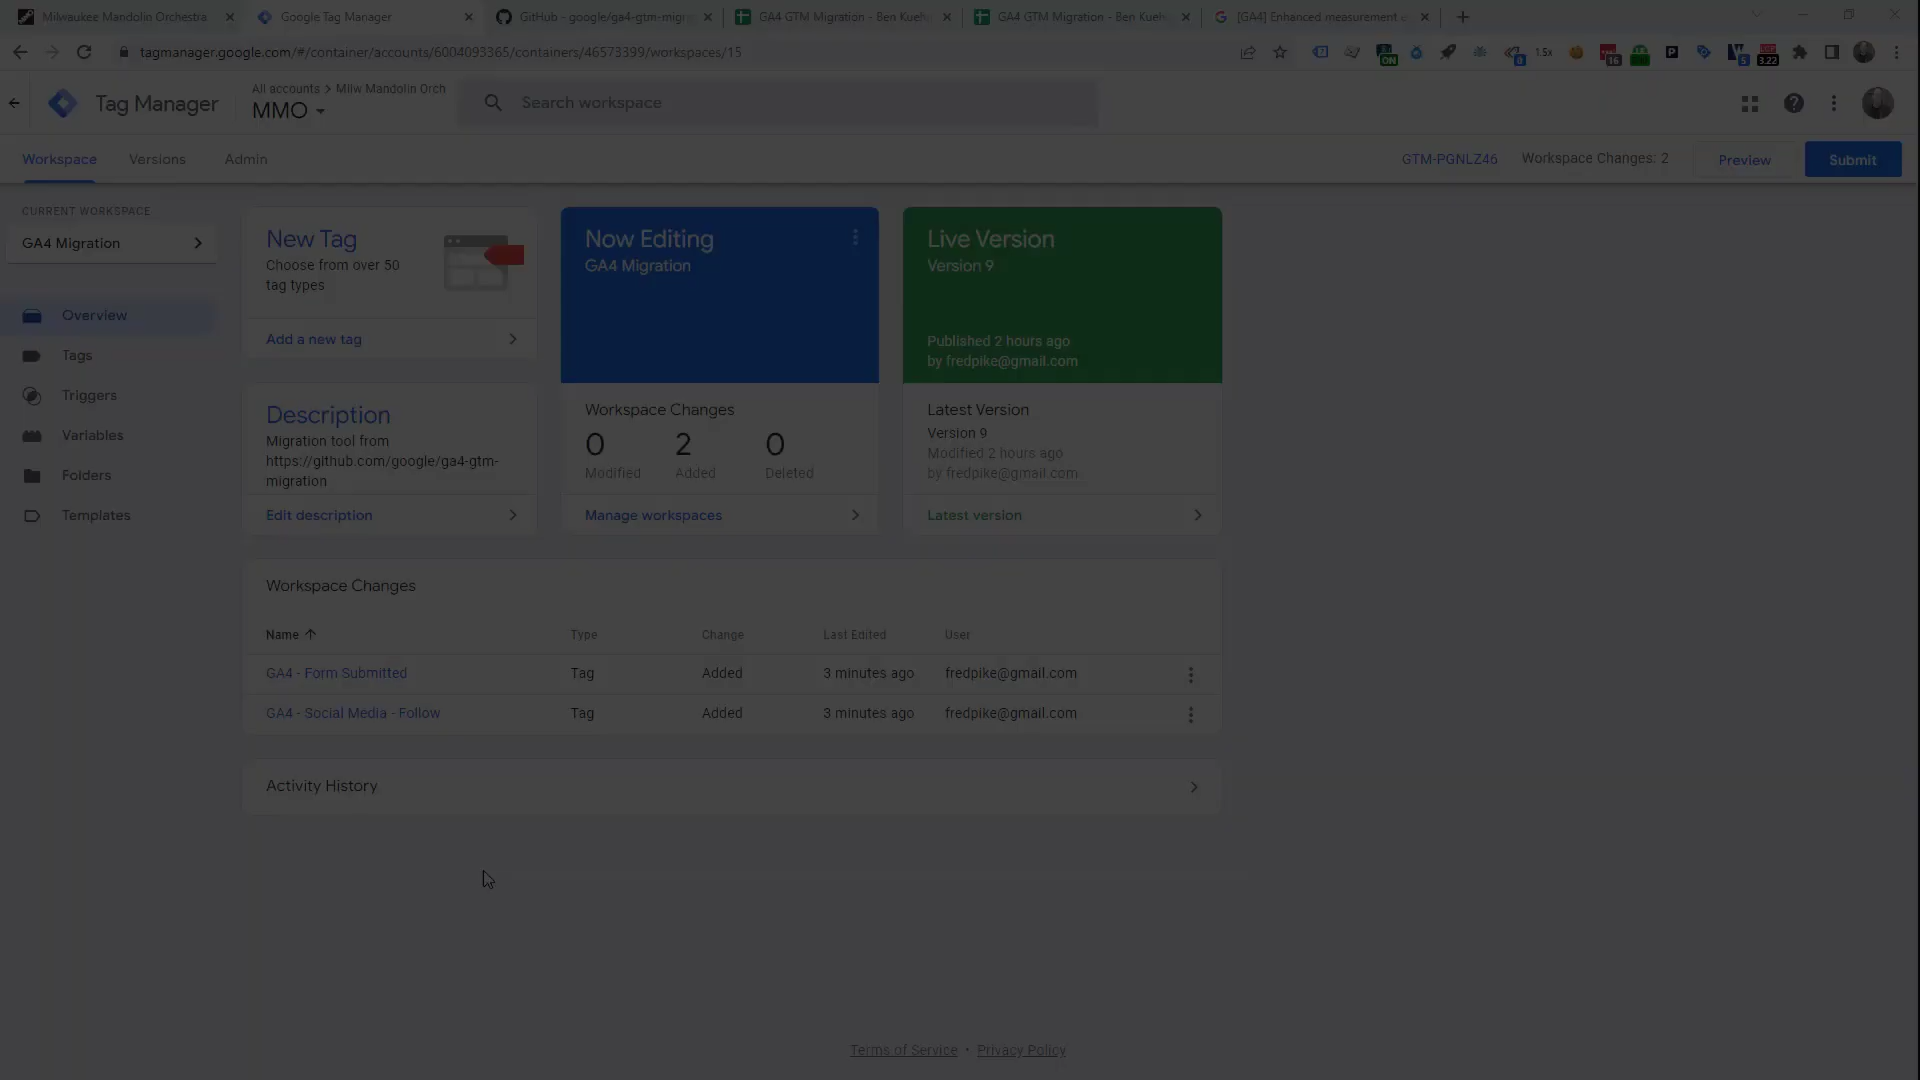 Milwaukee Mandolin Orchestra
Google Tag Manager
GitHub - google/ga4-gtm-migr
GA4 GTM Migration - Ben Kueh
GA4 GTM Migration - Ben Kueh
[GA4] Enhanced measurement e
tagmanager.google.com/#/container/accounts/6004093365/containers/46573399/workspaces/15
ON
1.5x
16
5
3.22
Tag Manager
All accounts > Milw Mandolin Orch
MMO
Search workspace
Workspace
Versions
Admin
GTM-PGNLZ46
Workspace Changes: 2
Preview
Submit
CURRENT WORKSPACE
GA4 Migration
Overview
Tags
Triggers
Variables
Folders
Templates
New Tag
Choose from over 50
tag types
Add a new tag
Description
Migration tool from
https://github.com/google/ga4-gtm-
migration
Edit description
Now Editing
GA4 Migration
Workspace Changes
0 2 0
Modified Added Deleted
Manage workspaces
Live Version
Version 9
Published 2 hours ago
by fredpike@gmail.com
Latest Version
Version 9
Modified 2 hours ago
by fredpike@gmail.com
Latest version
Workspace Changes
Name Type Change Last Edited User
GA4 - Form Submitted Tag Added 3 minutes ago fredpike@gmail.com
GA4 - Social Media - Follow Tag Added 3 minutes ago fredpike@gmail.com
Activity History
Terms of Service • Privacy Policy